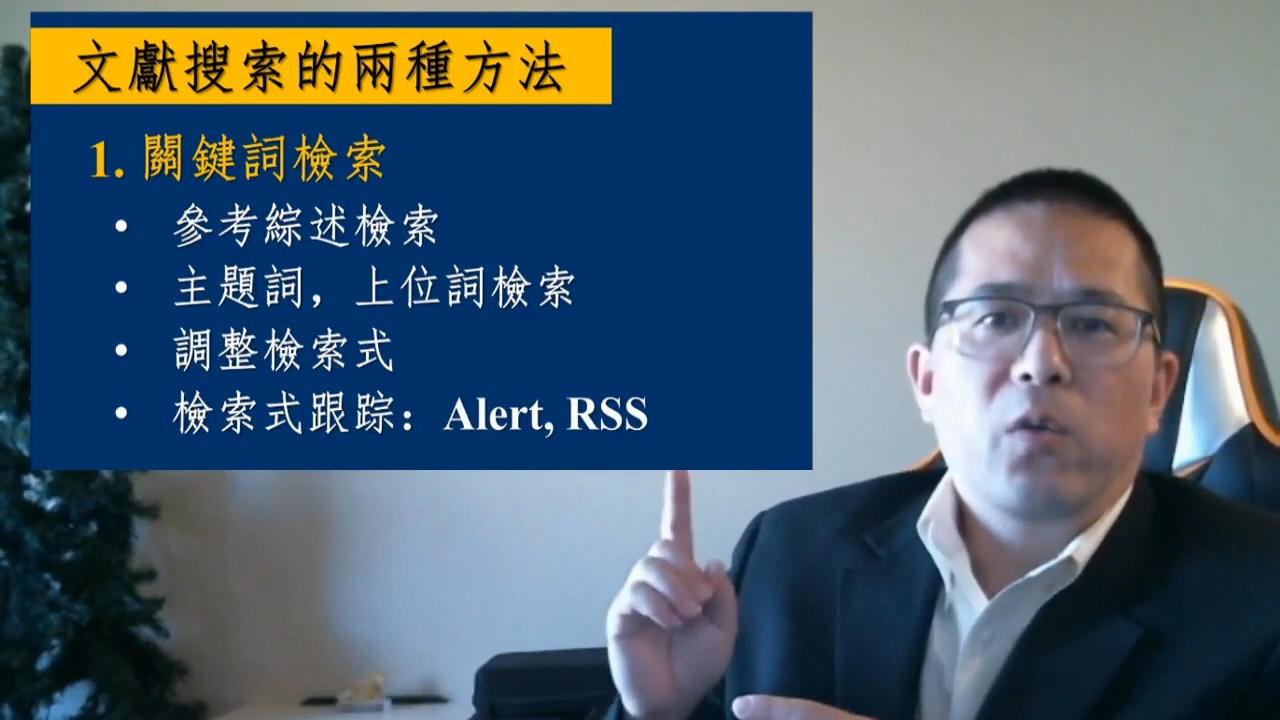 文獻搜索的兩種方法
1. 關鍵詞檢索
• 參考綜述檢索
• 主題詞，上位詞檢索
• 調整檢索式
• 檢索式跟踪：Alert, RSS